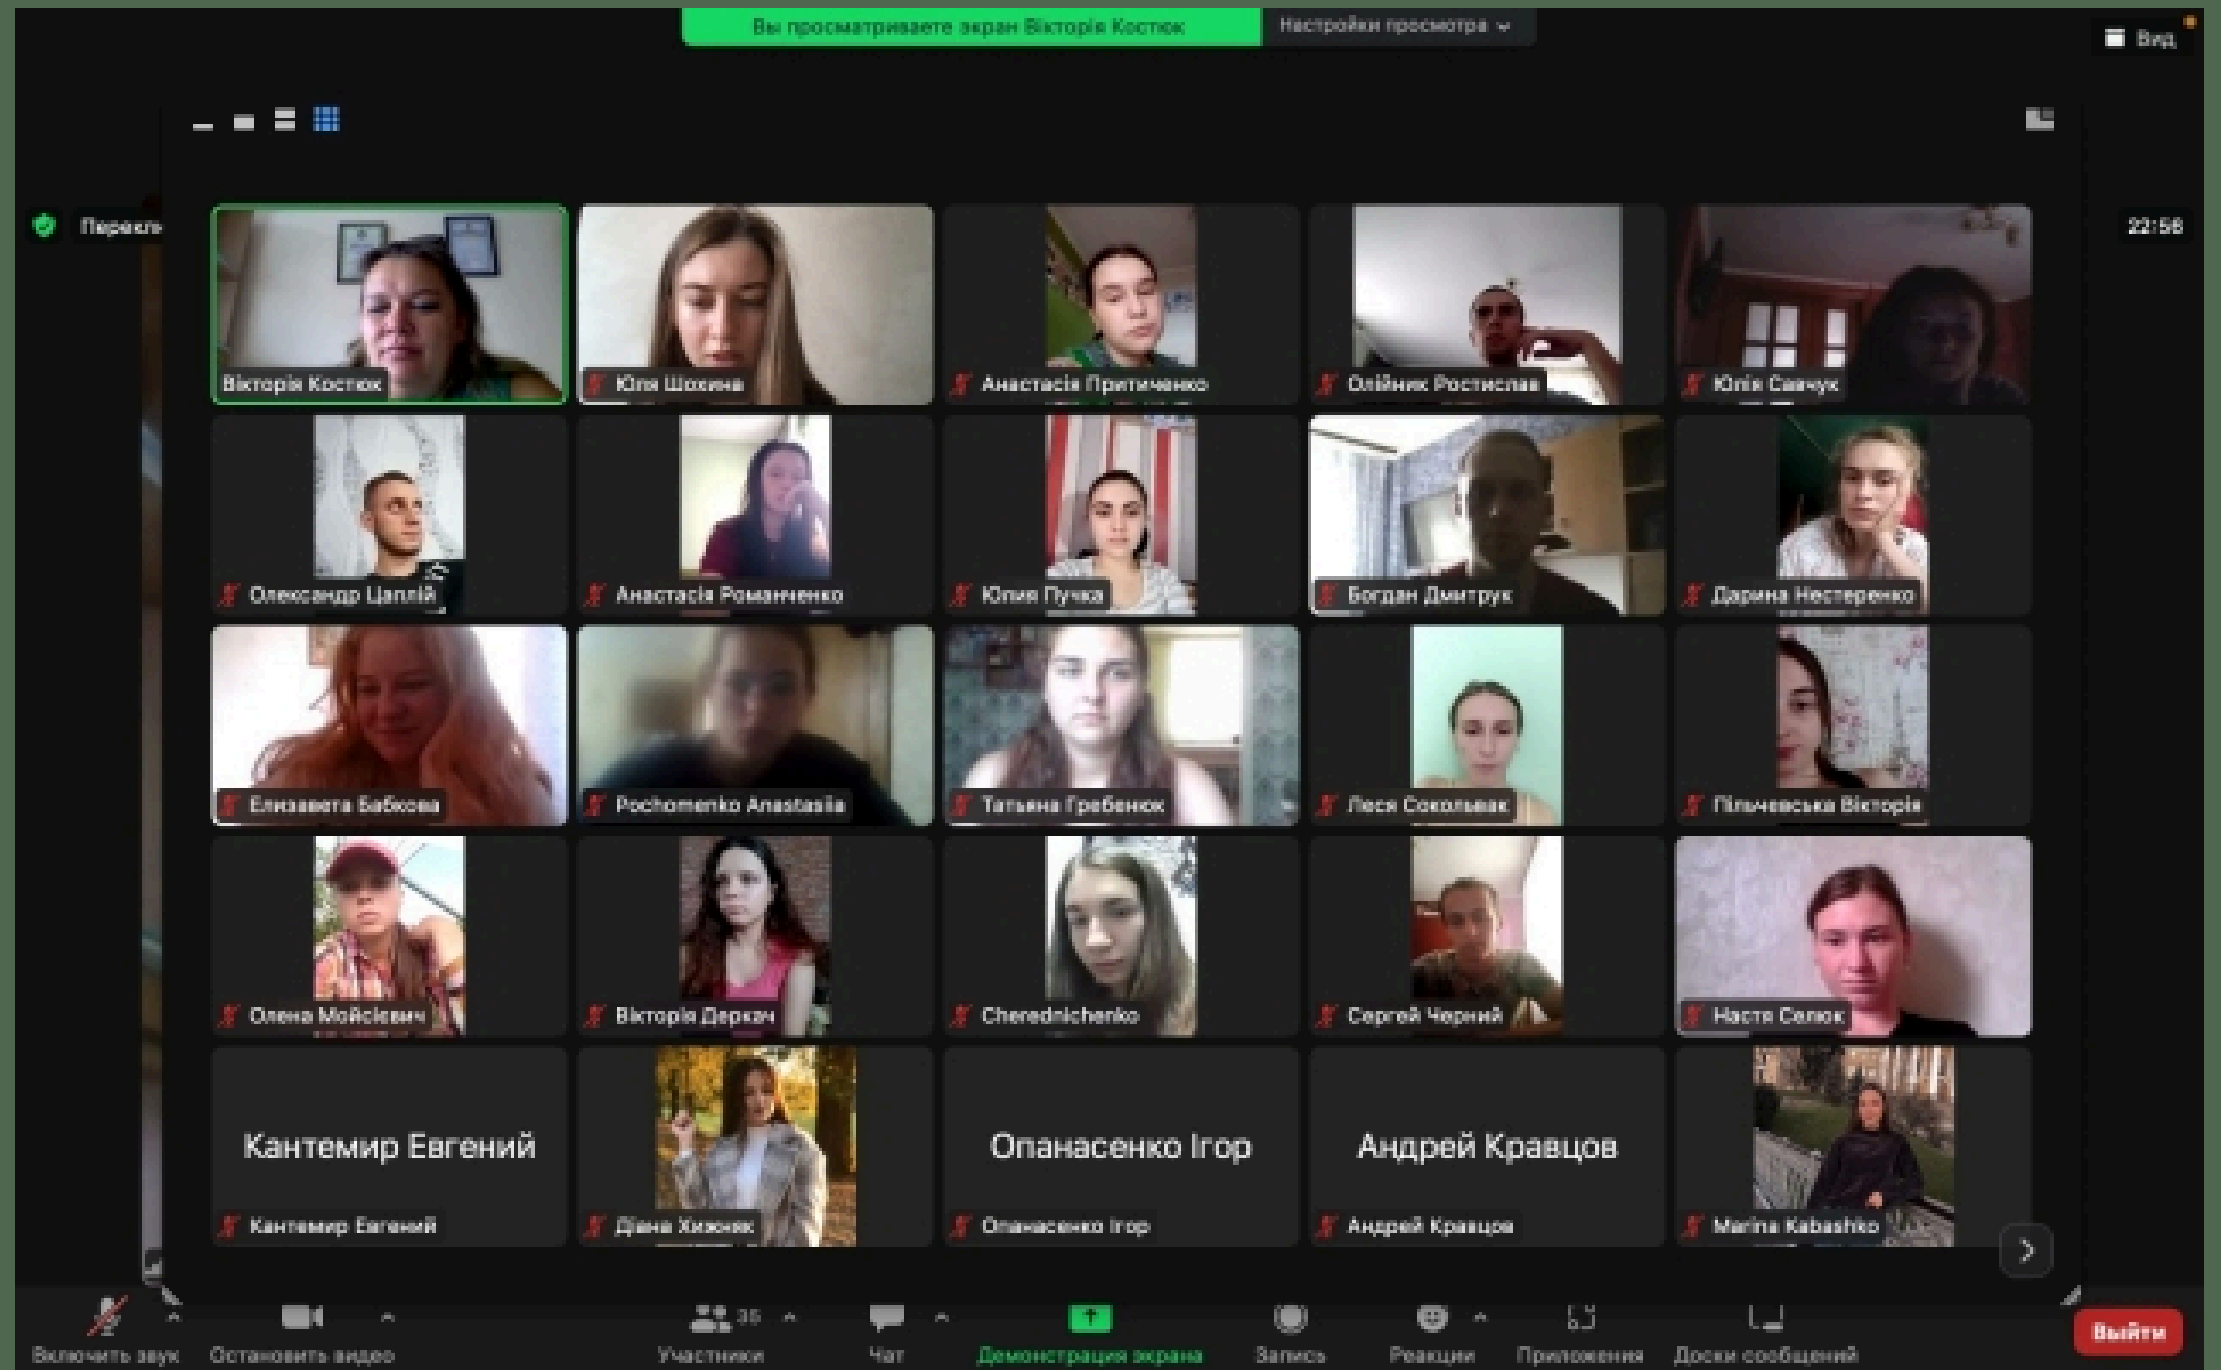 Вы просматриваете экран Вікторія Костюк
Настройки просмотра
Вид
Перекл
22:56
Вікторія Костюк
Юля Шохина
Анастасія Притиченко
Олійник Ростислав
Юлія Савчук
Олександр Цаплій
Анастасія Романченко
Юлия Пучка
Богдан Дмитрук
Дарина Нестеренко
Елизавета Бабкова
Pochomenko Anastasiia
Татьяна Гребенюк
Леся Сокольвак
Пільчевська Вікторія
Олена Мойсієвич
Вікторія Деркач
Cherednichenko
Сергей Черний
Настя Селюк
Кантемир Евгений
Опанасенко Ігор
Андрей Кравцов
Кантемир Евгений
Діана Хижняк
Опанасенко Ігор
Андрей Кравцов
Marina Kabashko
35
Включить звук
Остановить видео
Участники
Чат
Демонстрация экрана
Запись
Реакции
Приложения
Доски сообщений
Выйти